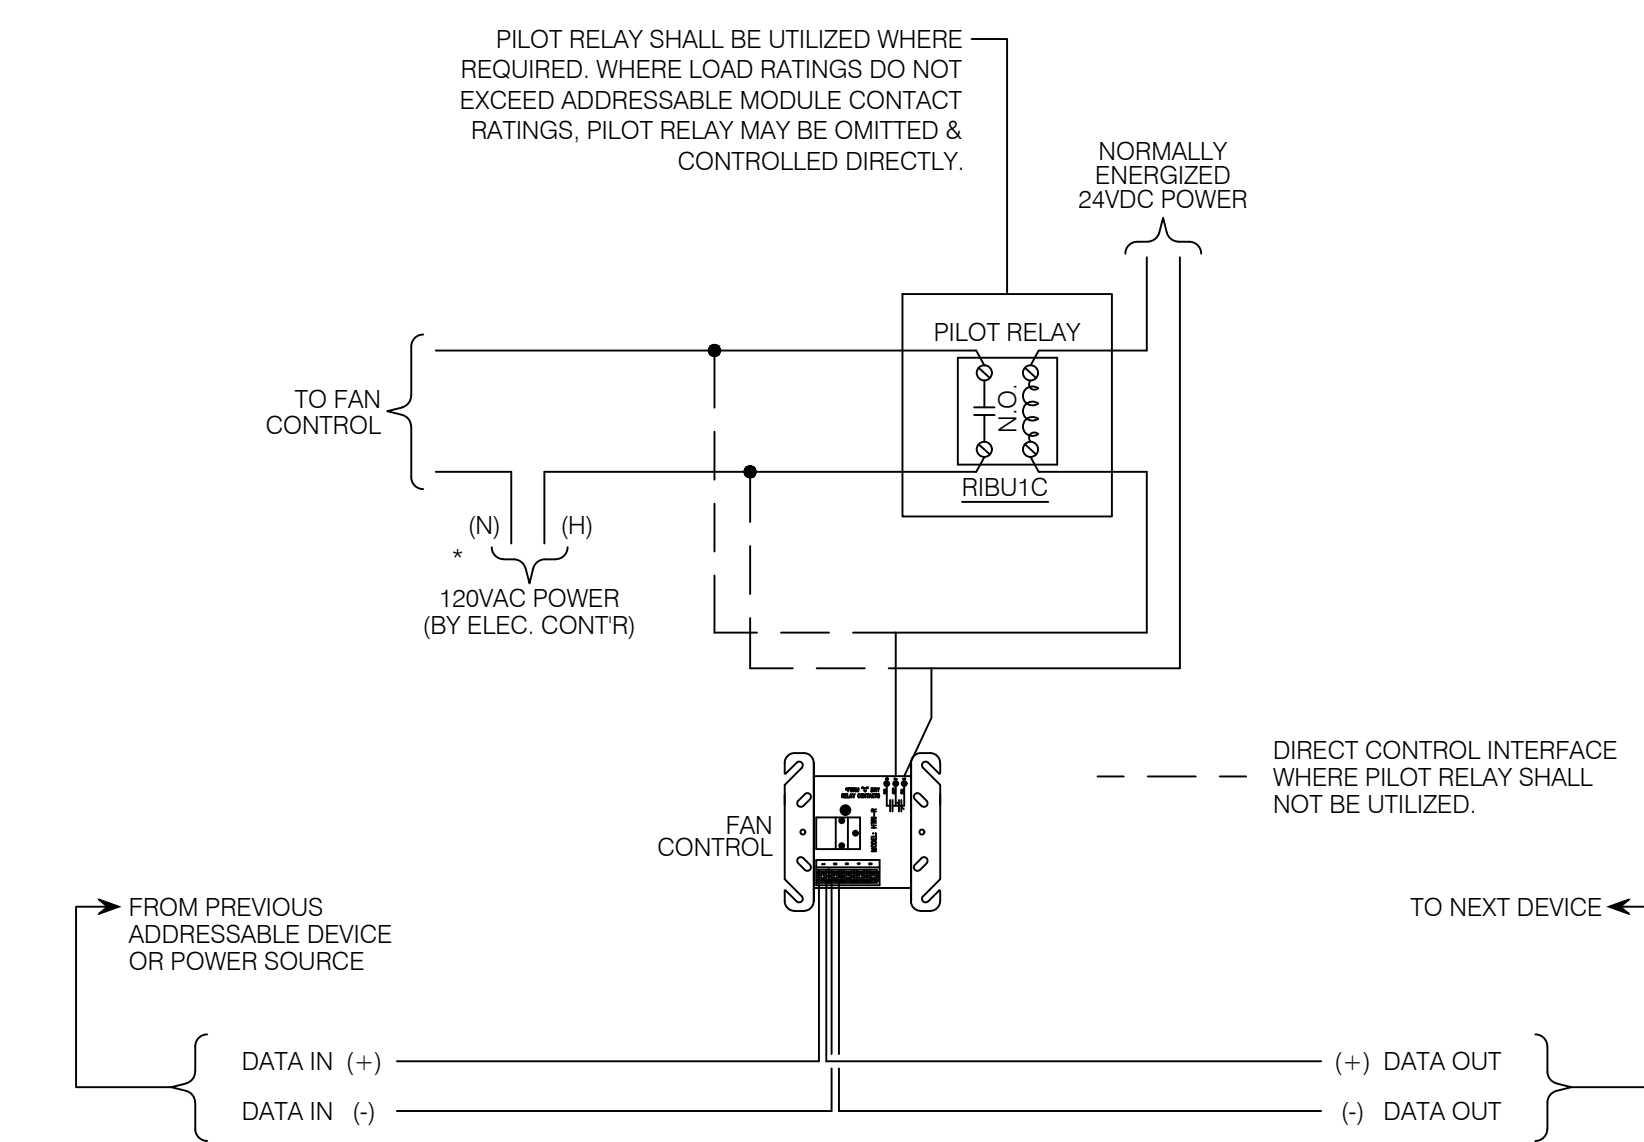 PILOT RELAY SHALL BE UTILIZED WHERE
REQUIRED. WHERE LOAD RATINGS DO NOT
EXCEED ADDRESSABLE MODULE CONTACT
RATINGS, PILOT RELAY MAY BE OMITTED &
CONTROLLED DIRECTLY.
NORMALLY
ENERGIZED
24VDC POWER
PILOT RELAY
N.O.
RIBU1C
TO FAN
CONTROL
(N)
(H)
*
120VAC POWER
(BY ELEC. CONT'R)
DIRECT CONTROL INTERFACE
WHERE PILOT RELAY SHALL
NOT BE UTILIZED.
RELAY CONTACTS
FAN
CONTROL
FROM PREVIOUS
ADDRESSABLE DEVICE
OR POWER SOURCE
TO NEXT DEVICE
DATA IN (+)
(+) DATA OUT
DATA IN (-)
(-) DATA OUT